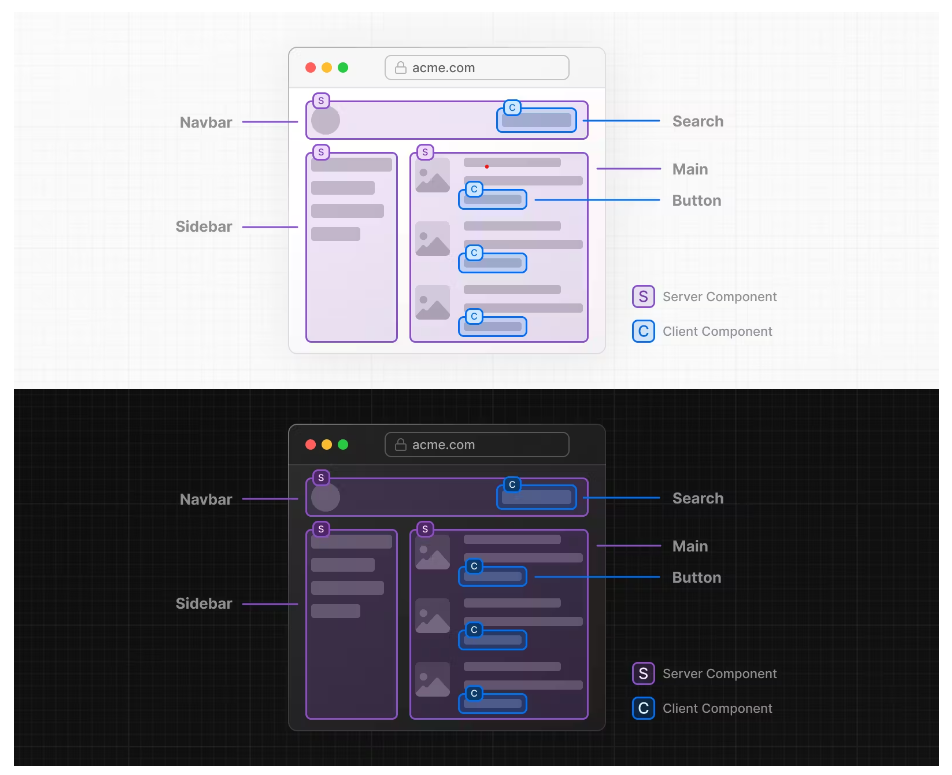 acme.com
S
C
Navbar
Search
S
S
Main
C
Button
Sidebar
C
S Server Component
C
C Client Component
acme.com
S
C
Navbar
Search
S
S
Main
C
Button
Sidebar
C
S Server Component
C
C Client Component